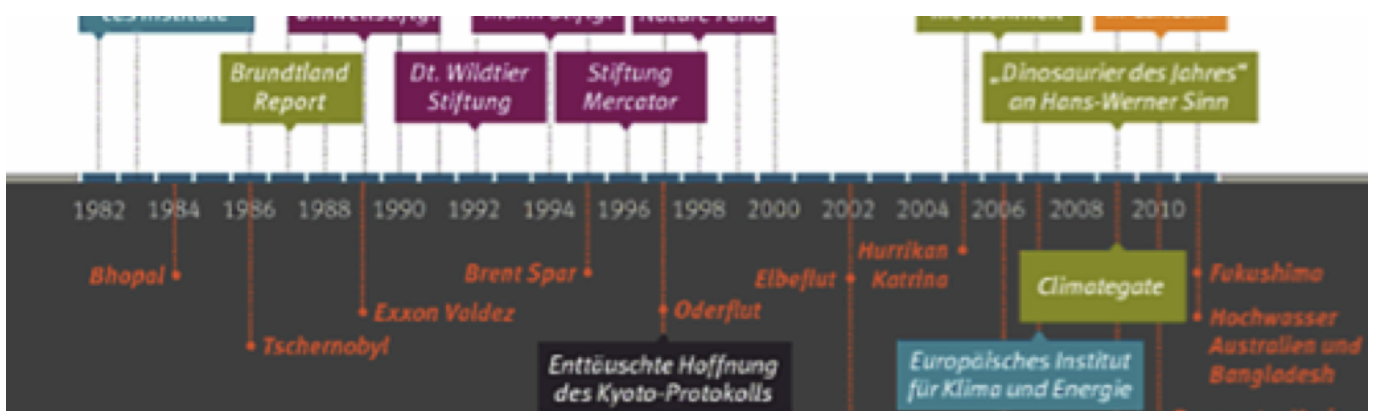 Brundtland
Report
Dt. Wildtier
Stiftung
Stiftung
Mercator
„Dinosaurier des Jahres“
an Hans-Werner Sinn
1982 1984 1986 1988 1990 1992 1994 1996 1998 2000 2002 2004 2006 2008 2010
Bhopal
Tschernobyl
Exxon Valdez
Brent Spar
Oderflut
Enttäuschte Hoffnung
des Kyoto-Protokolls
Elbeflut
Hurrikan
Katrina
Climategate
Europäisches Institut
für Klima und Energie
Fukushima
Hochwasser
Australien und
Bangladesh